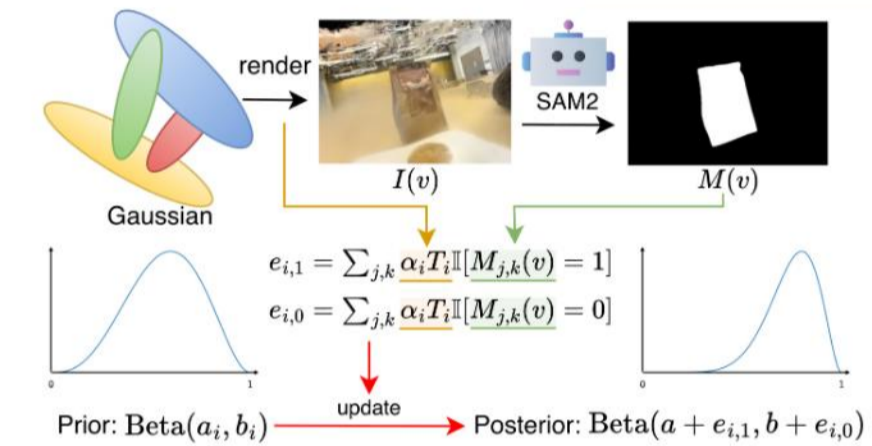 render
SAM2
I(v)
M(v)
Gaussian
e_{i,1} = ∑_{j,k} α_i T_i 𝕀[M_{j,k}(v) = 1]
e_{i,0} = ∑_{j,k} α_i T_i 𝕀[M_{j,k}(v) = 0]
0 1
0 1
update
Prior: Beta(a_i, b_i)
Posterior: Beta(a + e_{i,1}, b + e_{i,0})